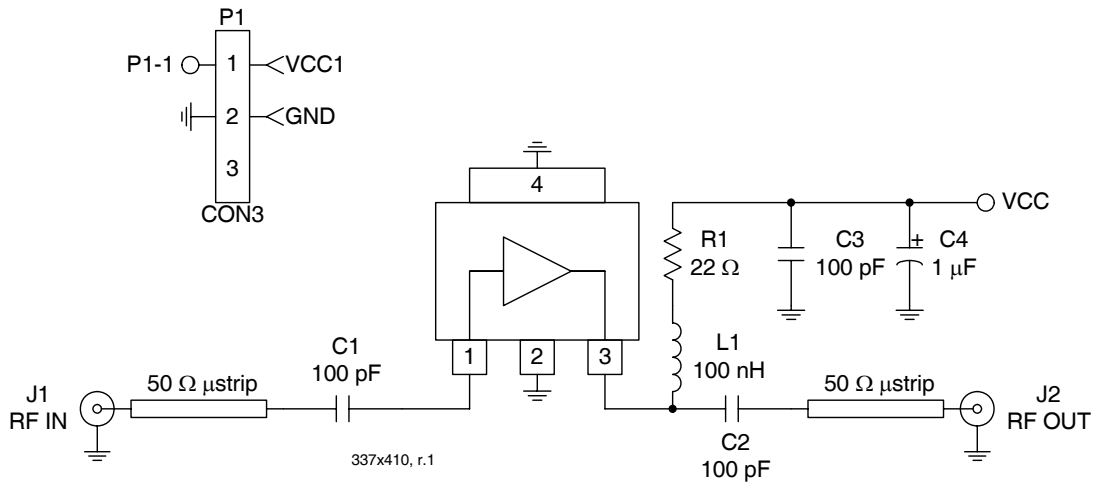 P1
P1-1
1
VCC1
2
GND
3
CON3
4
VCC
R1
22 Ω
C3
100 pF
+
C4
1 μF
1
2
3
C1
100 pF
L1
100 nH
J1
RF IN
50 Ω μstrip
50 Ω μstrip
J2
RF OUT
C2
100 pF
337x410, r.1